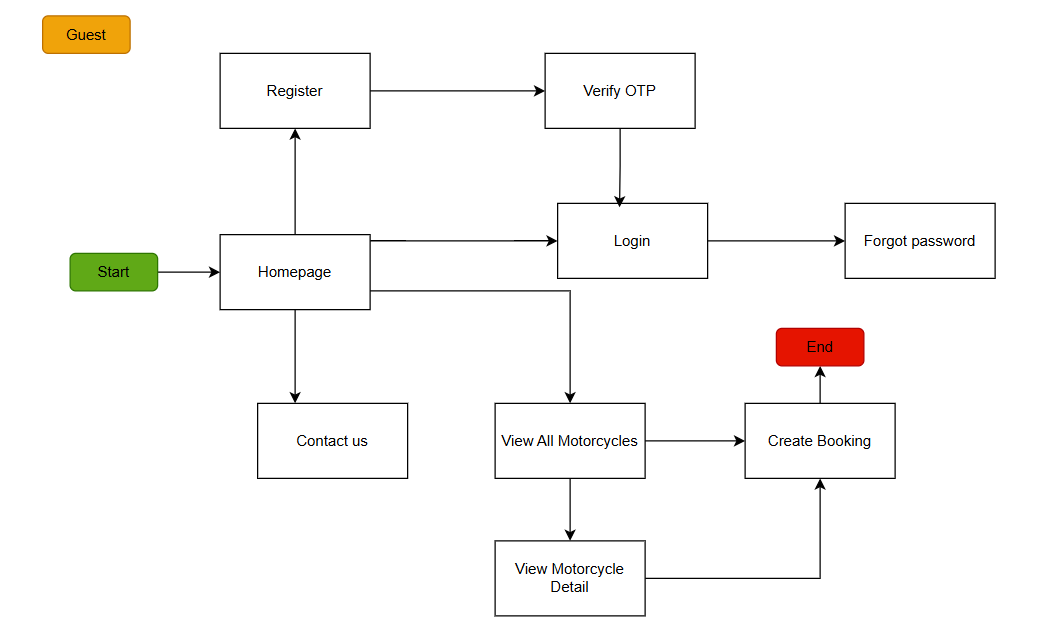 Guest
Register
Verify OTP
Login
Forgot password
Start
Homepage
End
Contact us
View All Motorcycles
Create Booking
View Motorcycle
Detail